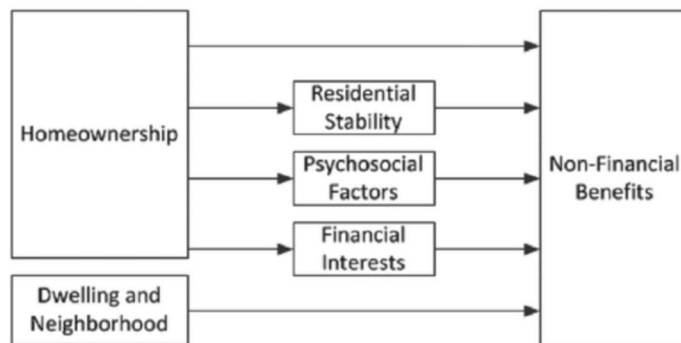 Homeownership
Residential
Stability
Psychosocial
Factors
Financial
Interests
Non-Financial
Benefits
Dwelling and
Neighborhood